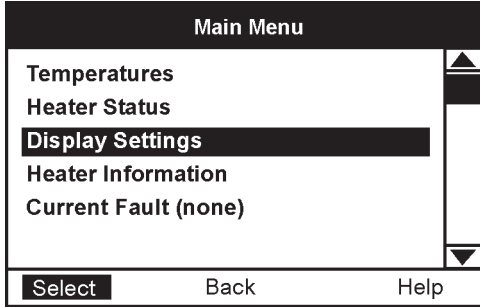 Main Menu
Temperatures
Heater Status
Display Settings
Heater Information
Current Fault (none)
Select Back Help